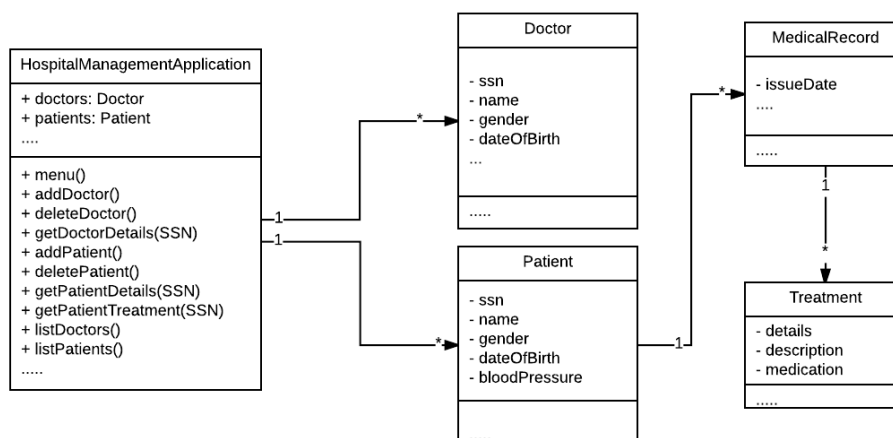 HospitalManagementApplication
+ doctors: Doctor
+ patients: Patient
....
+ menu()
+ addDoctor()
+ deleteDoctor()
+ getDoctorDetails(SSN)
+ addPatient()
+ deletePatient()
+ getPatientDetails(SSN)
+ getPatientTreatment(SSN)
+ listDoctors()
+ listPatients()
.....
1
*
1
*
Doctor
- ssn
- name
- gender
- dateOfBirth
...
.....
Patient
- ssn
- name
- gender
- dateOfBirth
- bloodPressure
.....
1
*
MedicalRecord
- issueDate
....
.....
1
*
Treatment
- details
- description
- medication
.....